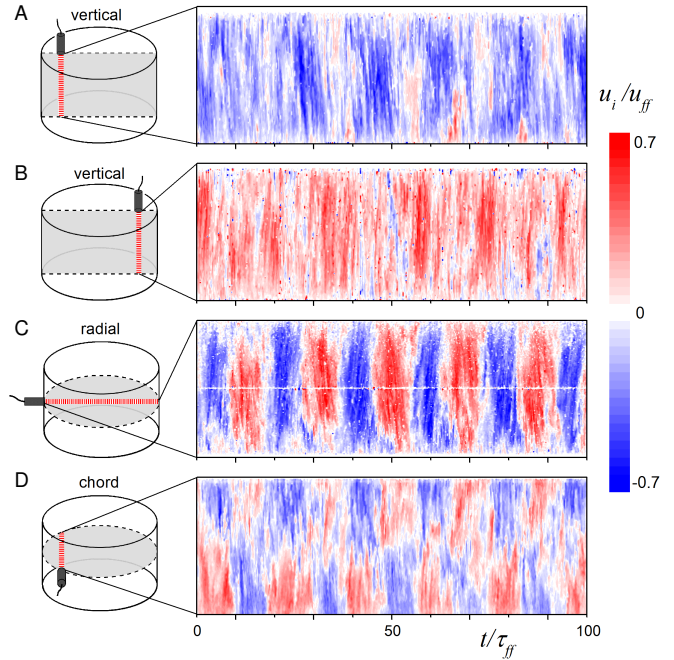 A
vertical
u_i /u_ff
0.7
B
vertical
0
C
radial
-0.7
D
chord
0
50
100
t/τ_ff